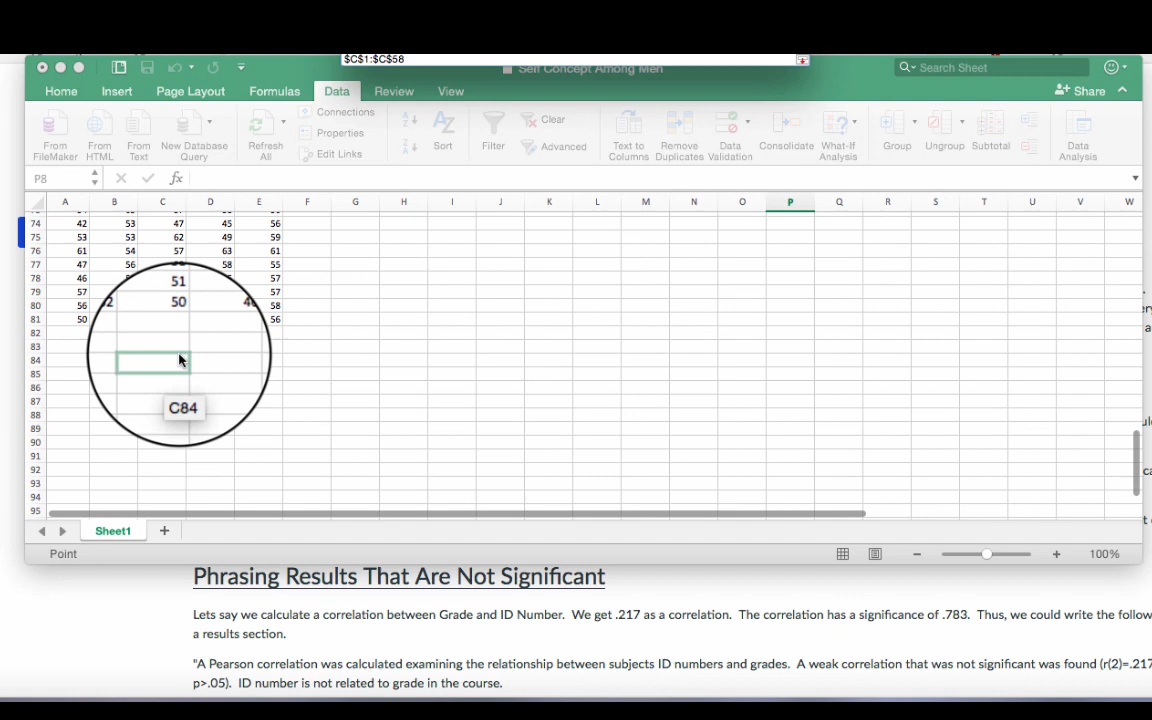 $C$1:$C$58
Self Concept Among Men
Search Sheet
Home Insert Page Layout Formulas Data Review View
Share
From FileMaker
From HTML
From Text
New Database Query
Refresh All
Connections
Properties
Edit Links
Sort
Filter
Clear
Advanced
Text to Columns
Remove Duplicates
Data Validation
Consolidate
What-If Analysis
Group
Ungroup
Subtotal
Data Analysis
P8 fx
A B C D E F G H I J K L M N O P Q R S T U V W
74 42 53 47 45 56
75 53 53 62 49 59
76 61 54 57 63 61
77 47 56 58 55
78 46 51 57
79 57 57
80 56 50 58
81 50 56
82
83
84
85
86
87
88
89
90
91
92
93
94
95
C84
Sheet1 +
Point 100%
Phrasing Results That Are Not Significant
Lets say we calculate a correlation between Grade and ID Number. We get .217 as a correlation. The correlation has a significance of .783. Thus, we could write the follow
a results section.
"A Pearson correlation was calculated examining the relationship between subjects ID numbers and grades. A weak correlation that was not significant was found (r(2)=.217
p>.05). ID number is not related to grade in the course.